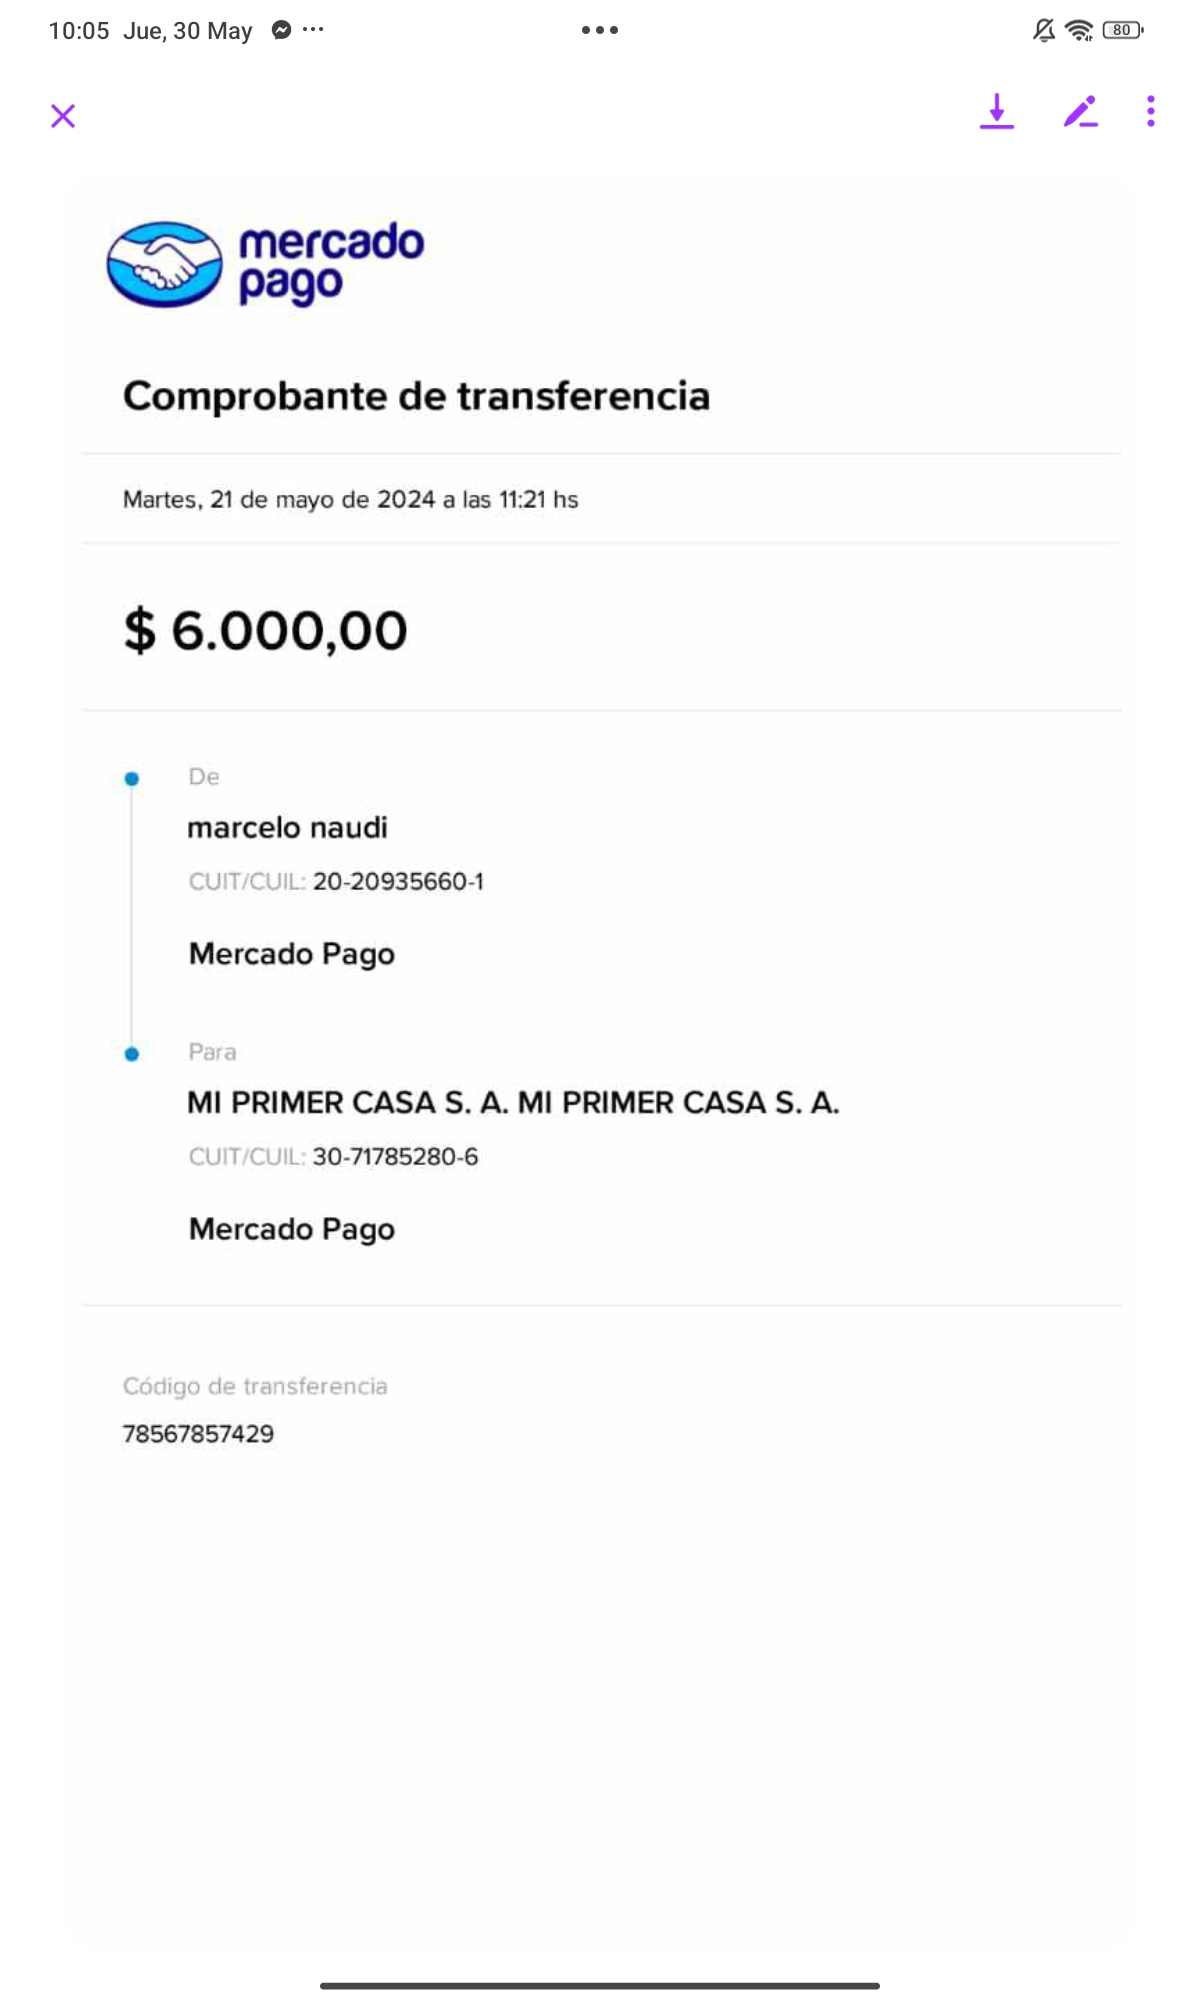 10:05 Jue, 30 May
80
mercado
pago
Comprobante de transferencia
Martes, 21 de mayo de 2024 a las 11:21 hs
$ 6.000,00
De
marcelo naudi
CUIT/CUIL: 20-20935660-1
Mercado Pago
Para
MI PRIMER CASA S. A. MI PRIMER CASA S. A.
CUIT/CUIL: 30-71785280-6
Mercado Pago
Código de transferencia
78567857429